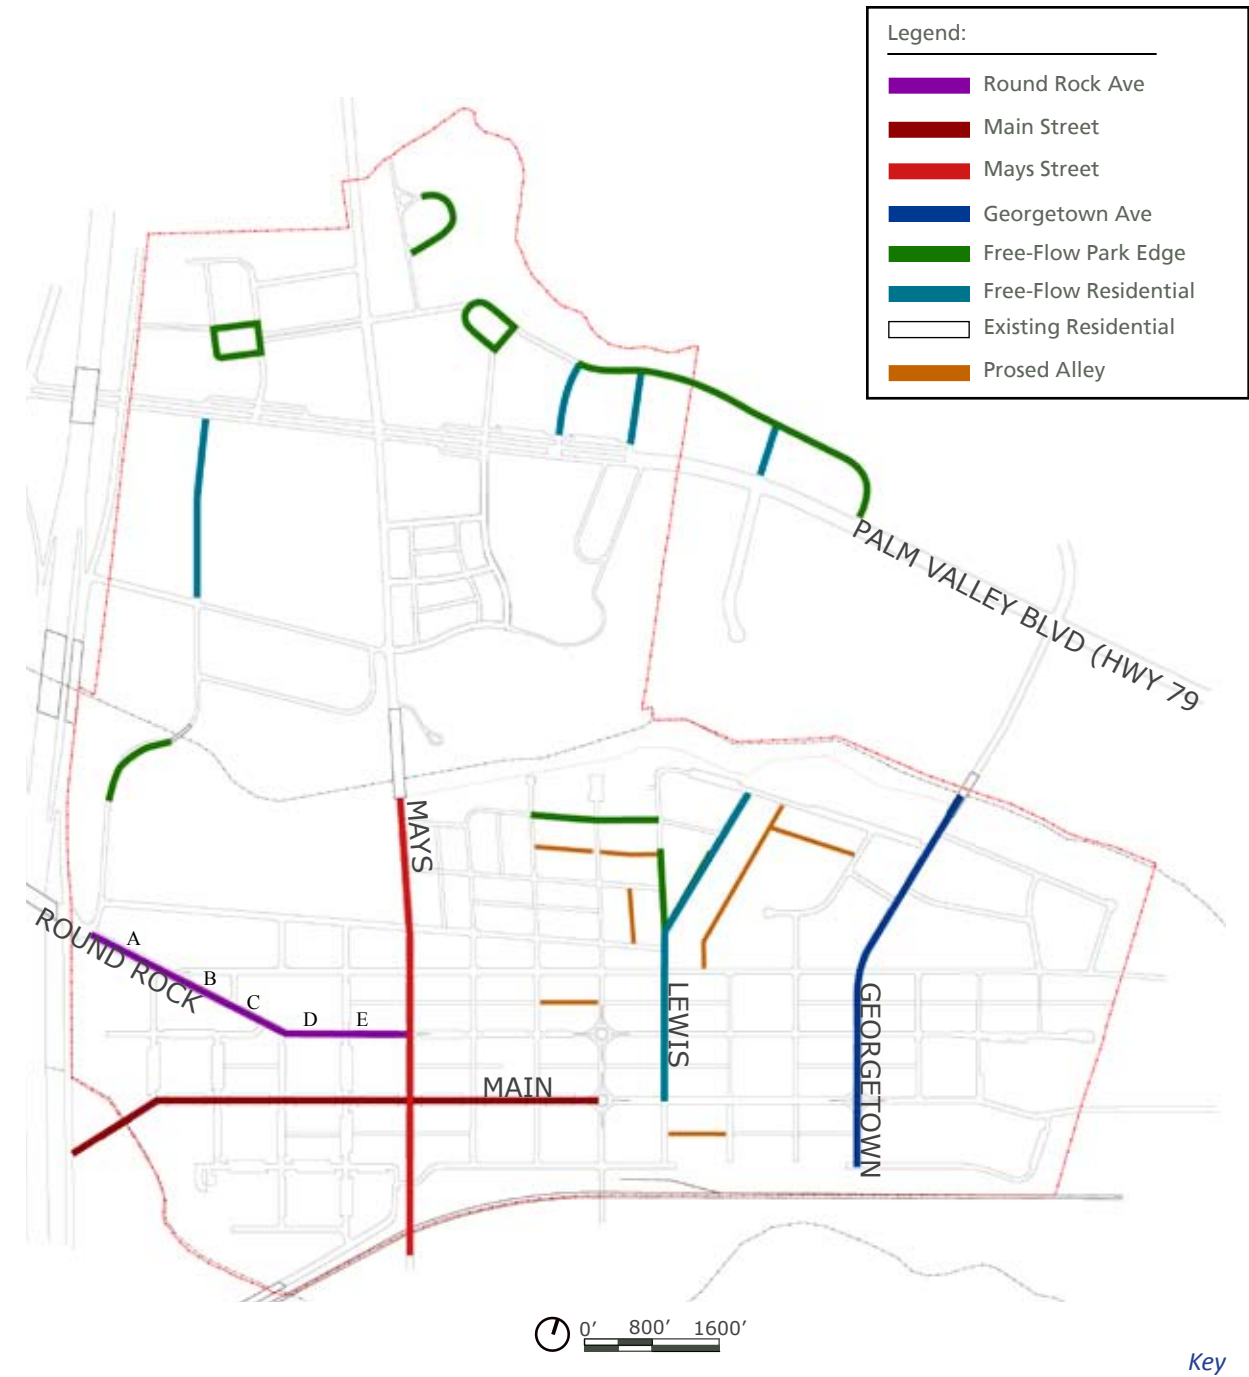 Legend:
Round Rock Ave
Main Street
Mays Street
Georgetown Ave
Free-Flow Park Edge
Free-Flow Residential
Existing Residential
Prosed Alley
PALM VALLEY BLVD (HWY 79
MAYS
ROUND ROCK
A
B
C
D
E
LEWIS
GEORGETOWN
MAIN
0’ 800’ 1600’
Key